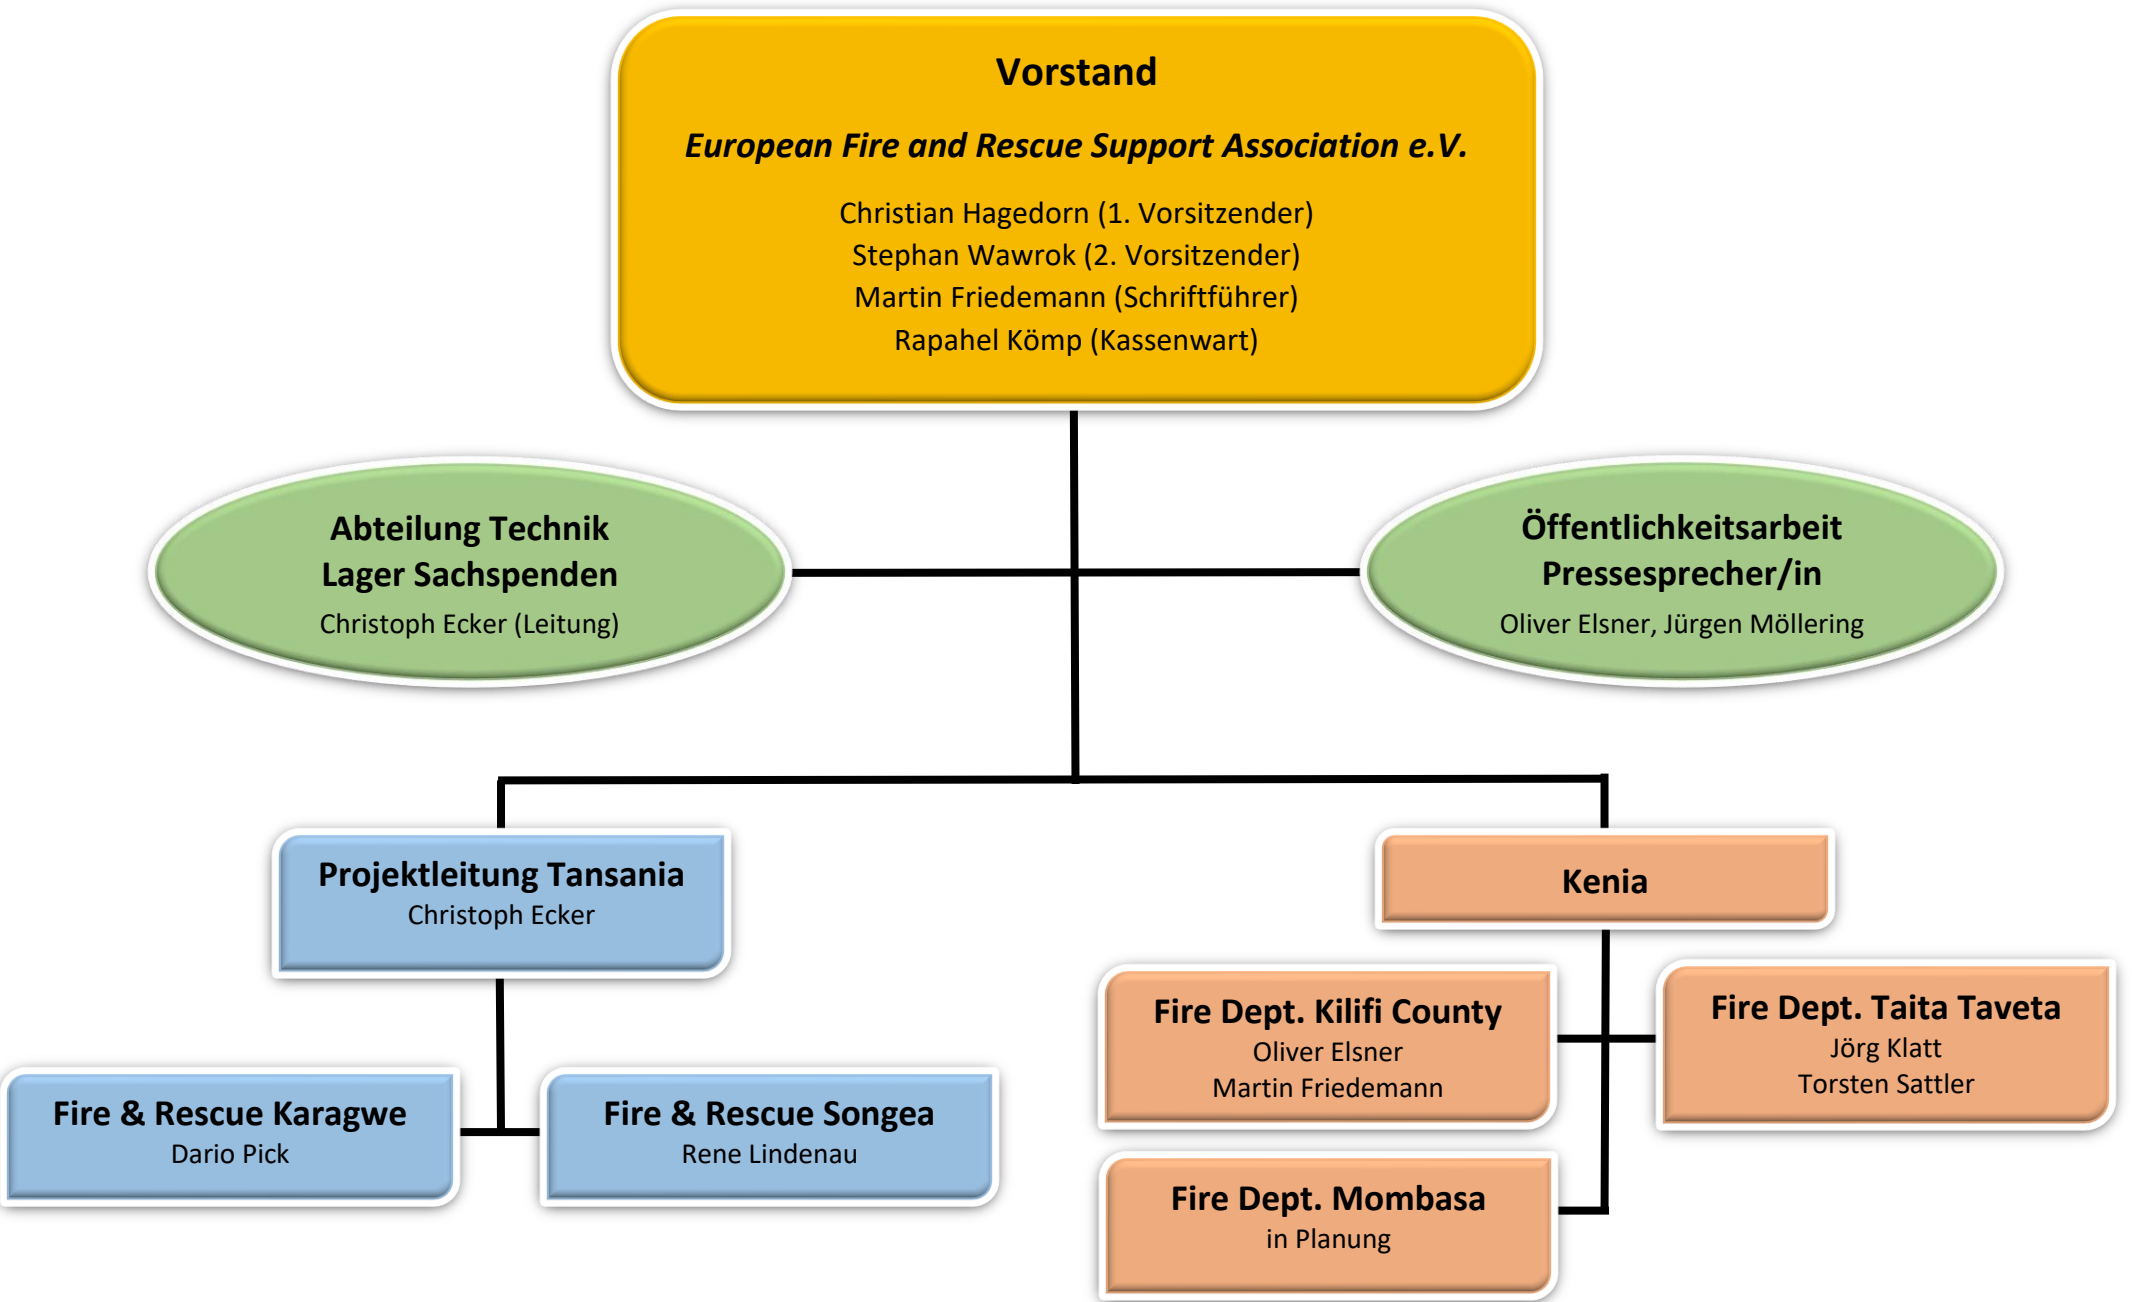 Vorstand
European Fire and Rescue Support Association e.V.
Christian Hagedorn (1. Vorsitzender)
Stephan Wawrok (2. Vorsitzender)
Martin Friedemann (Schriftführer)
Rapahel Kömp (Kassenwart)
Abteilung Technik
Lager Sachspenden
Christoph Ecker (Leitung)
Öffentlichkeitsarbeit
Pressesprecher/in
Oliver Elsner, Jürgen Möllering
Projektleitung Tansania
Christoph Ecker
Fire & Rescue Karagwe
Dario Pick
Fire & Rescue Songea
Rene Lindenau
Kenia
Fire Dept. Kilifi County
Oliver Elsner
Martin Friedemann
Fire Dept. Taita Taveta
Jörg Klatt
Torsten Sattler
Fire Dept. Mombasa
in Planung